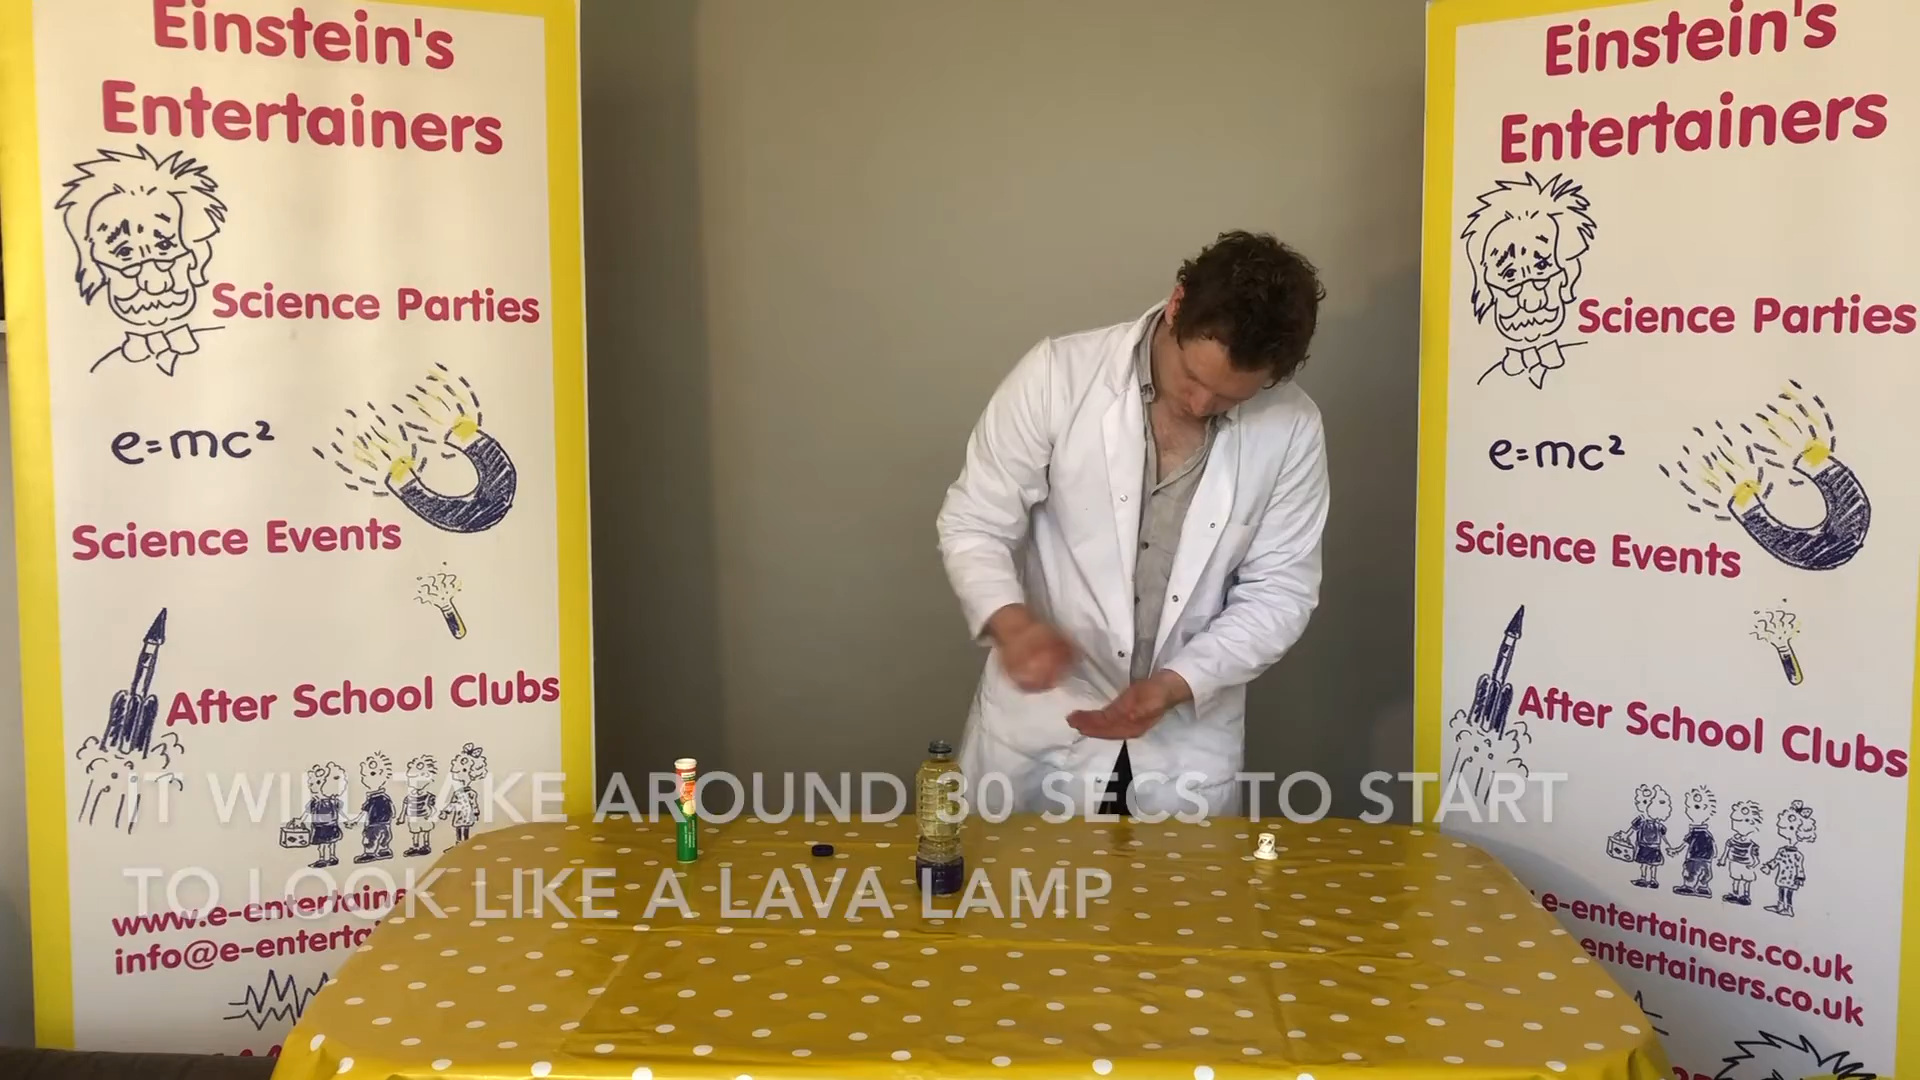 Einstein's
Entertainers
Science Parties
e=mc²
Science Events
After School Clubs
www.e-entertaine
info@e-enterta
Einstein's
Entertainers
Science Parties
e=mc²
Science Events
After School Clubs
e-entertainers.co.uk
entertainers.co.uk
IT WILL TAKE AROUND 30 SECS TO START
TO LOOK LIKE A LAVA LAMP